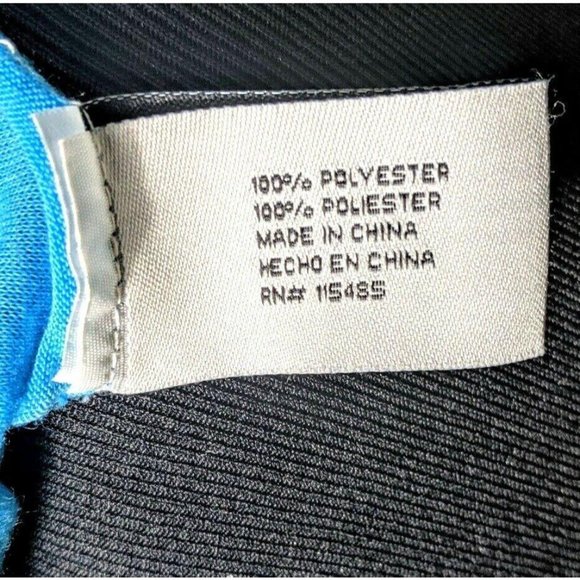 100% POLYESTER
100% POLIESTER
MADE IN CHINA
HECHO EN CHINA
RN# 115485